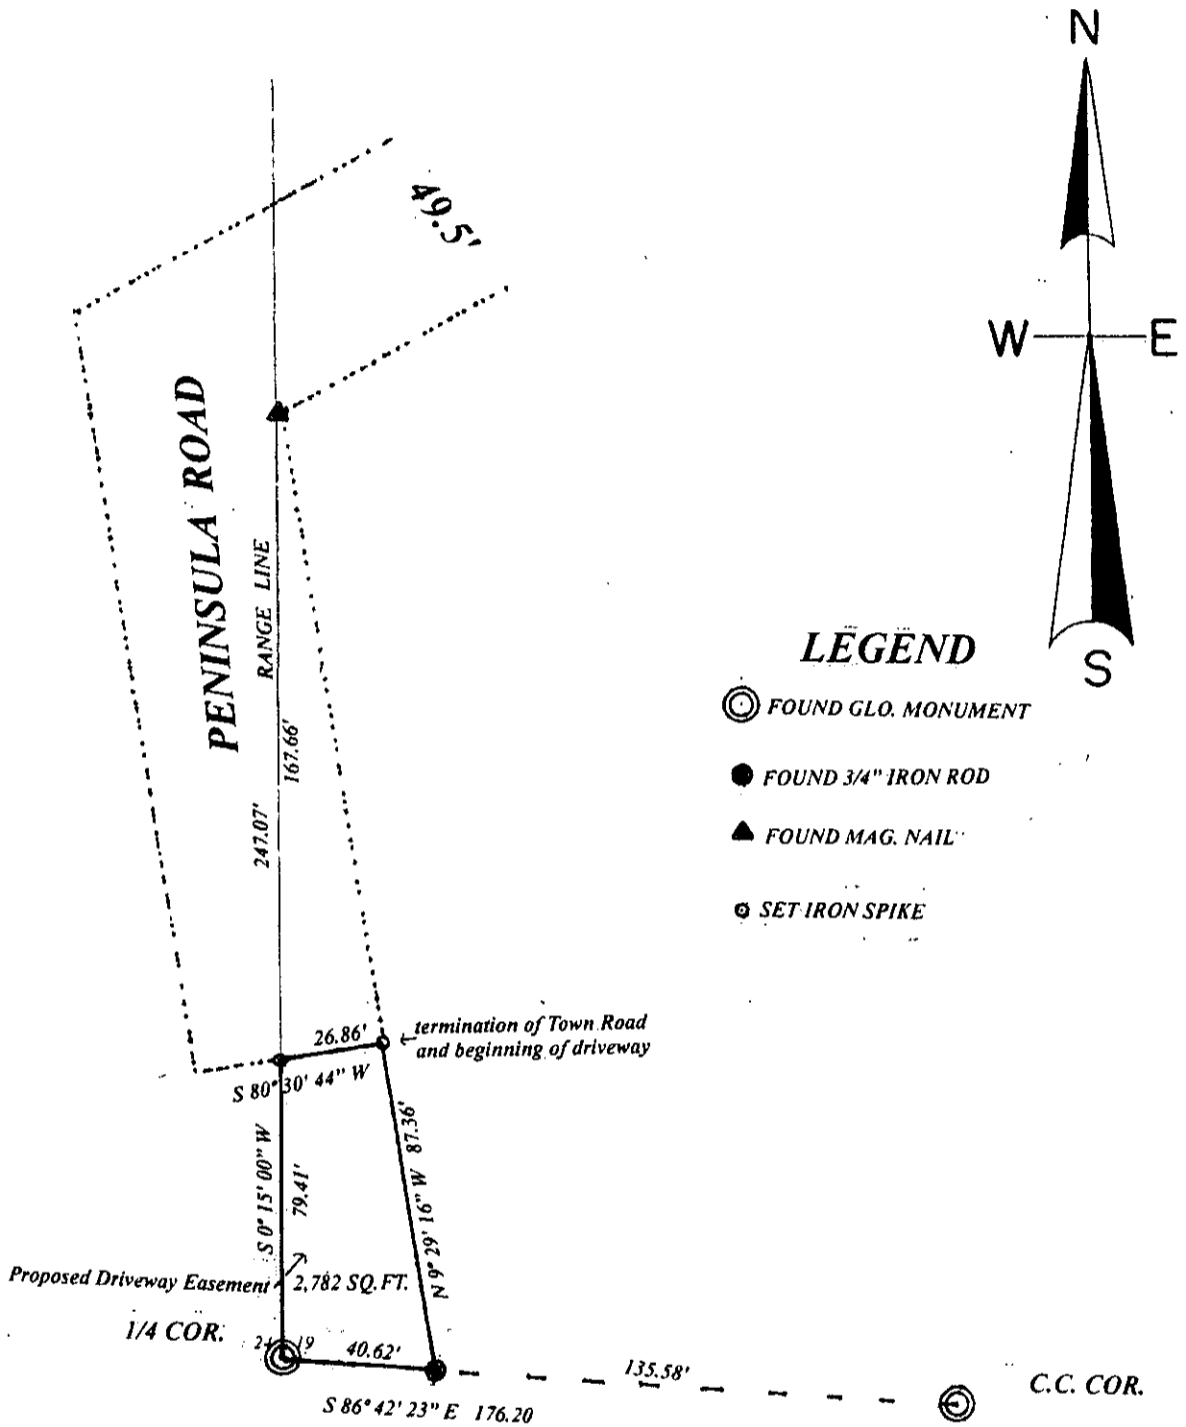 N
49.5'
W
E
PENINSULA ROAD
RANGE LINE
167.66'
247.07'
S
LEGEND
FOUND GLO. MONUMENT
FOUND 3/4" IRON ROD
FOUND MAG. NAIL
SET IRON SPIKE
26.86'
termination of Town Road
and beginning of driveway
S 80° 30' 44" W
S 0° 15' 00" W
79.41'
N 9° 29' 16" W 87.36'
Proposed Driveway Easement
2,782 SQ.FT.
1/4 COR.
19
40.62'
135.58'
C.C. COR.
S 86° 42' 23" E 176.20